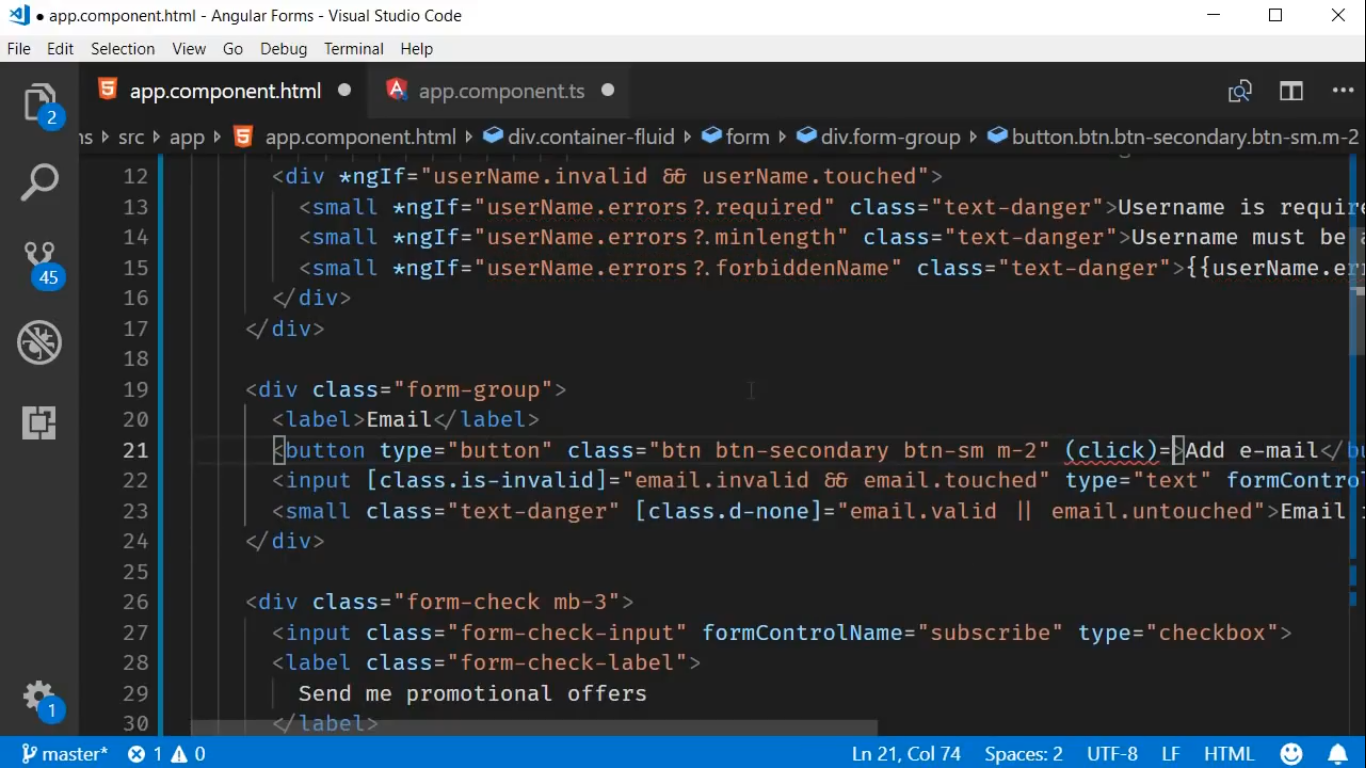 app.component.html - Angular Forms - Visual Studio Code
File Edit Selection View Go Debug Terminal Help
app.component.html app.component.ts
2
src app app.component.html div.container-fluid form div.form-group button.btn.btn-secondary.btn-sm.m-2
12 <div *ngIf="userName.invalid && userName.touched">
13 <small *ngIf="userName.errors?.required" class="text-danger">Username is require
14 <small *ngIf="userName.errors?.minlength" class="text-danger">Username must be
15 <small *ngIf="userName.errors?.forbiddenName" class="text-danger">{{userName.err
16 </div>
45
17 </div>
18
19 <div class="form-group">
20 <label>Email</label>
21 <button type="button" class="btn btn-secondary btn-sm m-2" (click)=>Add e-mail</bu
22 <input [class.is-invalid]="email.invalid && email.touched" type="text" formContro
23 <small class="text-danger" [class.d-none]="email.valid || email.untouched">Email
24 </div>
25
26 <div class="form-check mb-3">
27 <input class="form-check-input" formControlName="subscribe" type="checkbox">
28 <label class="form-check-label">
29 Send me promotional offers
1
30 </label>
master* 1 0 Ln 21, Col 74 Spaces: 2 UTF-8 LF HTML